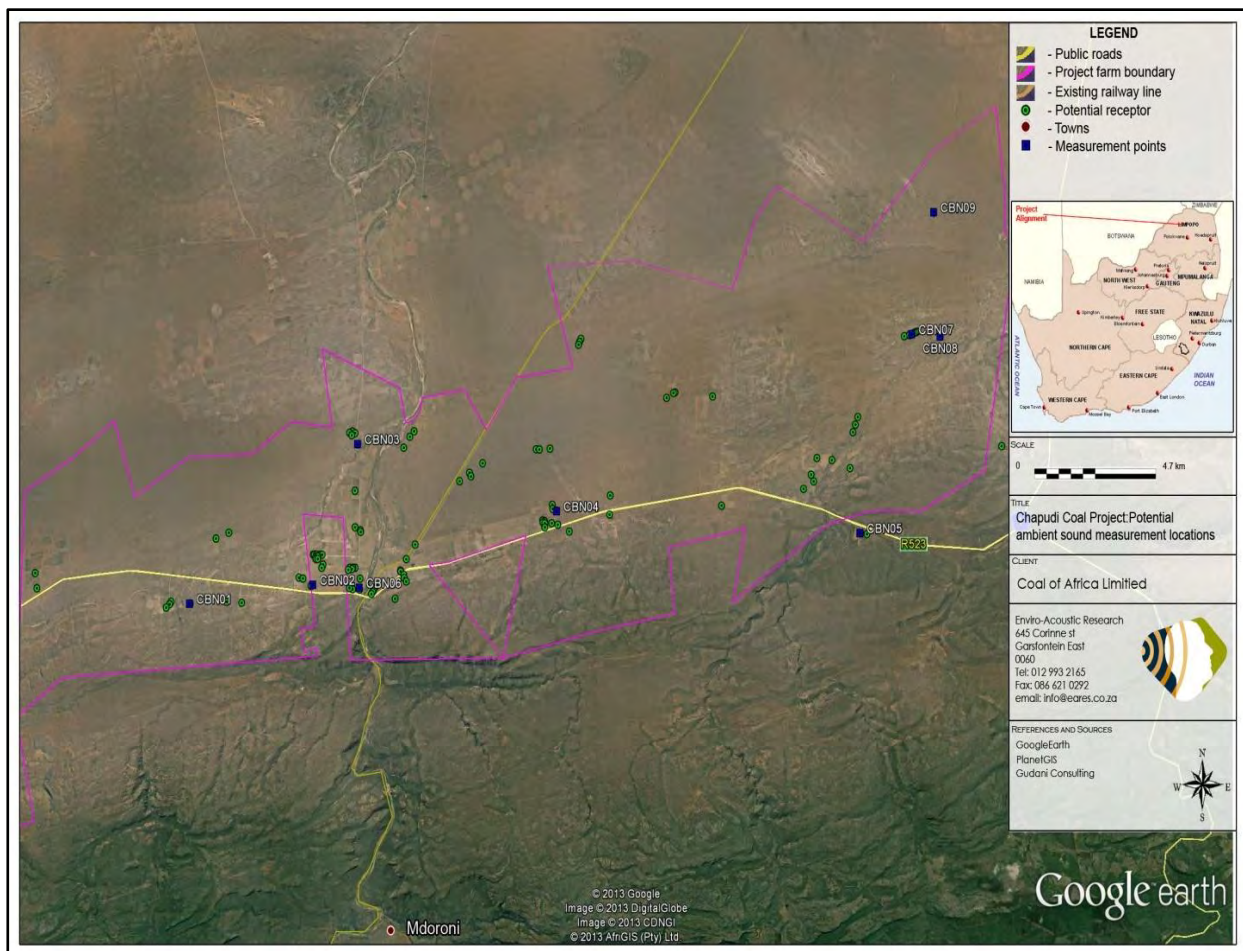 LEGEND
- Public roads
- Project farm boundary
- Existing railway line
- Potential receptor
- Towns
- Measurement points
CBN09
CBN07
CBN08
CBN03
CBN04
CBN05
R523
CBN02
CBN06
CBN01
Mdoroni
Project
Alignment
ZIMBABWE
LIMPOPO
BOTSWANA
NAMIBIA
NORTH WEST
GAUTENG
MPUMALANGA
FREE STATE
KWAZULU
NATAL
LESOTHO
NORTHERN CAPE
EASTERN CAPE
WESTERN CAPE
ATLANTIC OCEAN
INDIAN
OCEAN
Cape Town
Mossel Bay
Port Elizabeth
East London
Durban
SCALE
0
4.7 km
TITLE
Chapudi Coal Project:Potential
ambient sound measurement locations
CLIENT
Coal of Africa Limitied
Enviro-Acoustic Research
645 Corinne st
Garsfontein East
0060
Tel: 012 993 2165
Fax: 086 621 0292
email: info@eares.co.za
REFERENCES AND SOURCES
GoogleEarth
PlanetGIS
Gudani Consulting
N
W E
S
© 2013 Google
Image © 2013 DigitalGlobe
Image © 2013 CDNGI
© 2013 AfriGIS (Pty) Ltd
Google earth